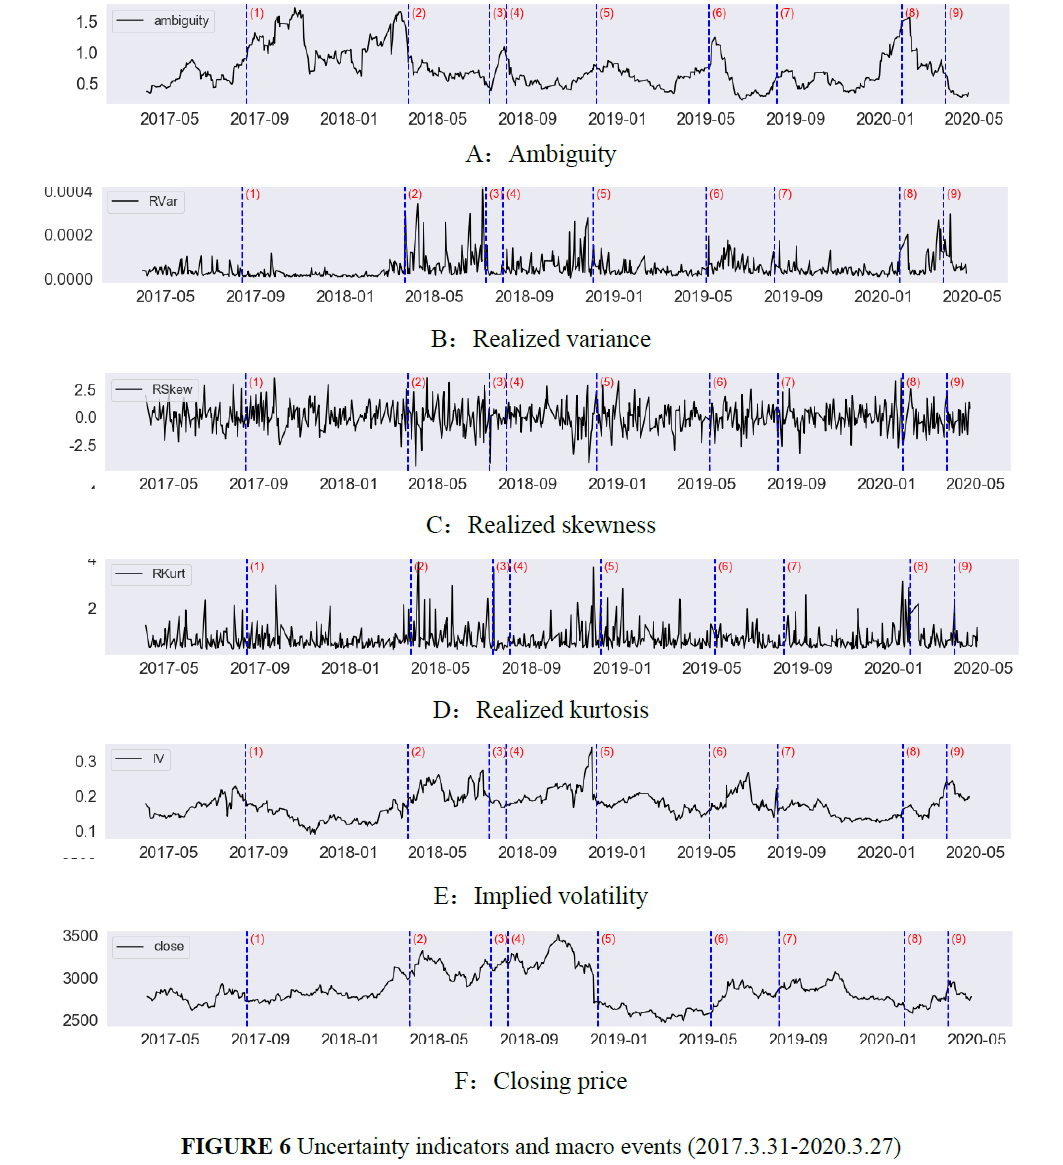 1.5
1.0
0.5
ambiguity
(1) (2) (3) (4) (5) (6) (7) (8) (9)
2017-05 2017-09 2018-01 2018-05 2018-09 2019-01 2019-05 2019-09 2020-01 2020-05
A：Ambiguity
0.0004
0.0002
0.0000
RVar
(1) (2) (3) (4) (5) (6) (7) (8) (9)
2017-05 2017-09 2018-01 2018-05 2018-09 2019-01 2019-05 2019-09 2020-01 2020-05
B：Realized variance
2.5
0.0
-2.5
RSkew
(1) (2) (3) (4) (5) (6) (7) (8) (9)
2017-05 2017-09 2018-01 2018-05 2018-09 2019-01 2019-05 2019-09 2020-01 2020-05
C：Realized skewness
4
2
RKurt
(1) (2) (3) (4) (5) (6) (7) (8) (9)
2017-05 2017-09 2018-01 2018-05 2018-09 2019-01 2019-05 2019-09 2020-01 2020-05
D：Realized kurtosis
0.3
0.2
0.1
IV
(1) (2) (3) (4) (5) (6) (7) (8) (9)
2017-05 2017-09 2018-01 2018-05 2018-09 2019-01 2019-05 2019-09 2020-01 2020-05
E：Implied volatility
3500
3000
2500
close
(1) (2) (3) (4) (5) (6) (7) (8) (9)
2017-05 2017-09 2018-01 2018-05 2018-09 2019-01 2019-05 2019-09 2020-01 2020-05
F：Closing price
FIGURE 6 Uncertainty indicators and macro events (2017.3.31-2020.3.27)